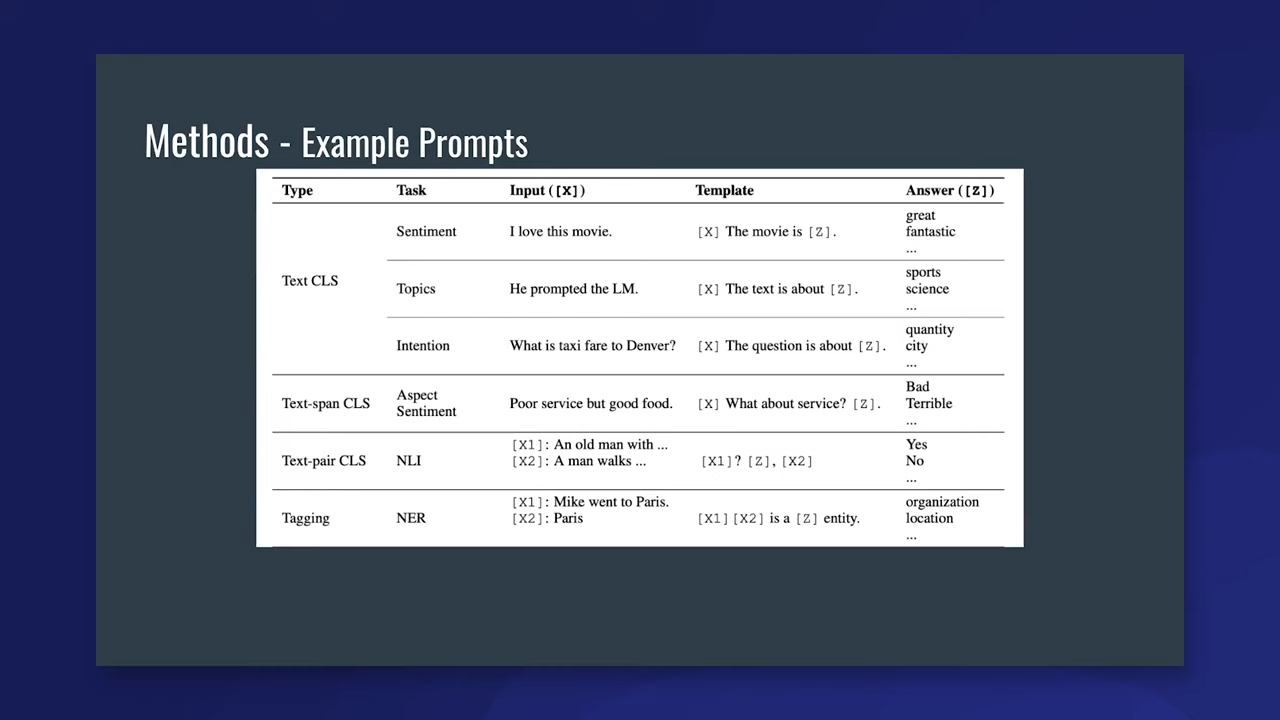 Methods - Example Prompts
Type Task Input ([X]) Template Answer ([Z])
Text CLS
Sentiment I love this movie. [X] The movie is [Z]. great
fantastic
...
Topics He prompted the LM. [X] The text is about [Z]. sports
science
...
Intention What is taxi fare to Denver? [X] The question is about [Z]. quantity
city
...
Text-span CLS Aspect
Sentiment Poor service but good food. [X] What about service? [Z]. Bad
Terrible
...
Text-pair CLS NLI [X1]: An old man with ...
[X2]: A man walks ... [X1]? [Z], [X2] Yes
No
...
Tagging NER [X1]: Mike went to Paris.
[X2]: Paris [X1][X2] is a [Z] entity. organization
location
...